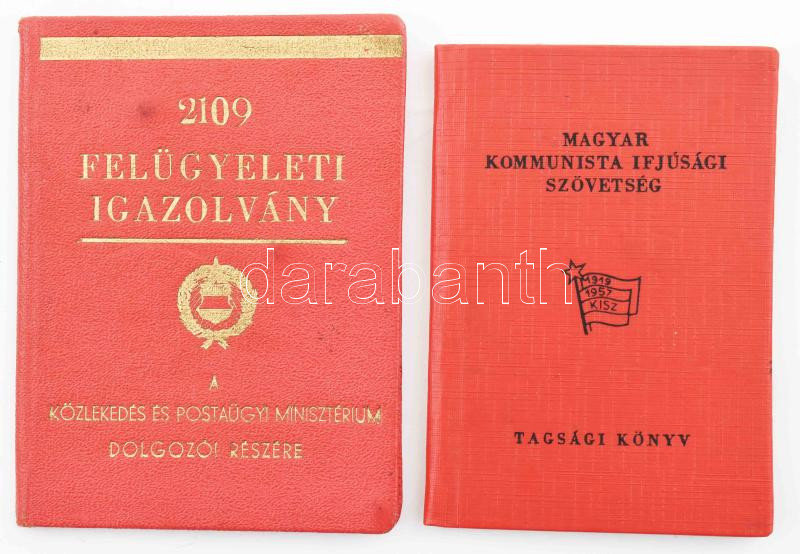 2109
FELÜGYELETI
IGAZOLVÁNY
A
KÖZLEKEDÉS ÉS POSTAÜGYI MINISZTÉRIUM
DOLGOZÓI RÉSZÉRE
MAGYAR
KOMMUNISTA IFJÚSÁGI
SZÖVETSÉG
1919
1957
KISZ
TAGSÁGI KÖNYV
darabanth